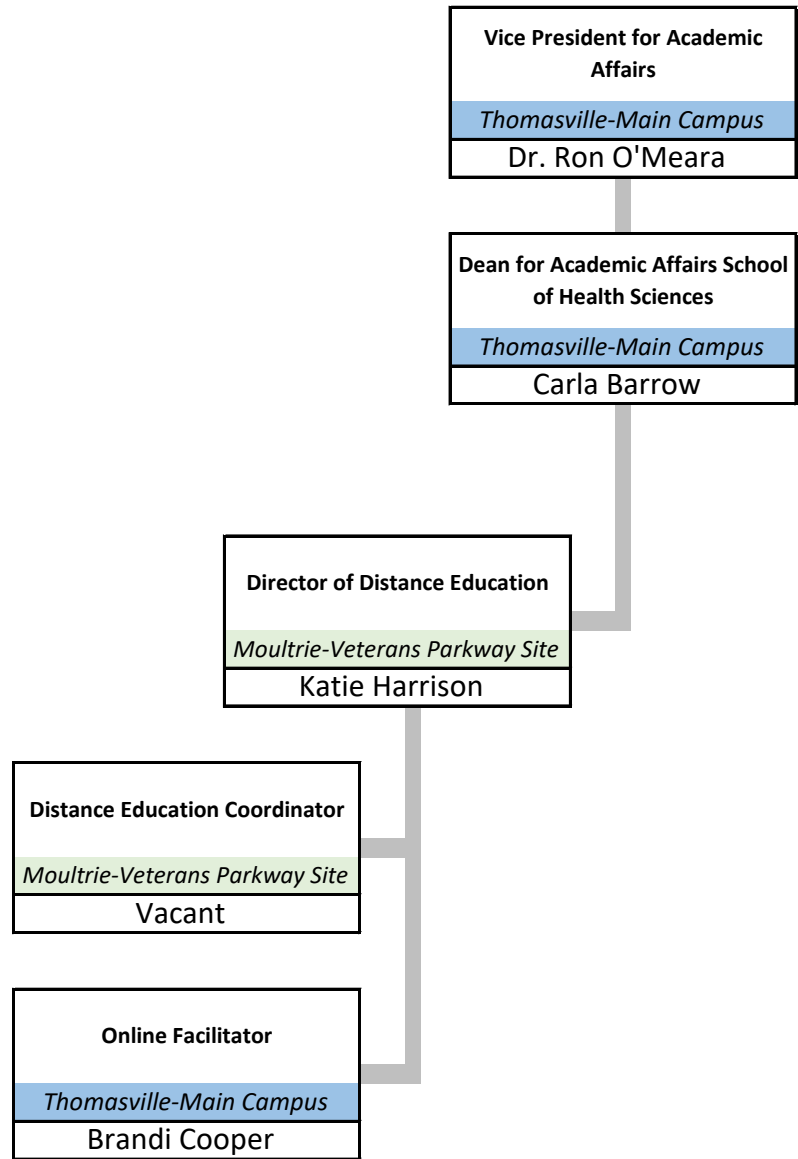 Vice President for Academic
Affairs
Thomasville-Main Campus
Dr. Ron O'Meara
Dean for Academic Affairs School
of Health Sciences
Thomasville-Main Campus
Carla Barrow
Director of Distance Education
Moultrie-Veterans Parkway Site
Katie Harrison
Distance Education Coordinator
Moultrie-Veterans Parkway Site
Vacant
Online Facilitator
Thomasville-Main Campus
Brandi Cooper